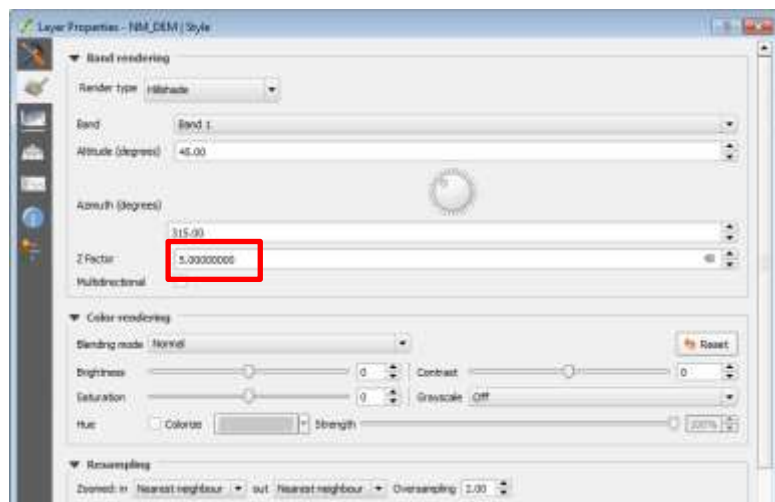 Layer Properties - NM_DEM | Style
Band rendering
Render type Hillshade
Band Band 1
Altitude (degrees) 45.00
Azimuth (degrees)
315.00
Z Factor 5.00000000
Multidirectional
Color rendering
Blending mode Normal Reset
Brightness 0 Contrast 0
Saturation 0 Grayscale Off
Hue Colorize Strength 100%
Resampling
Zoomed: in Nearest neighbour out Nearest neighbour Oversampling 2.00